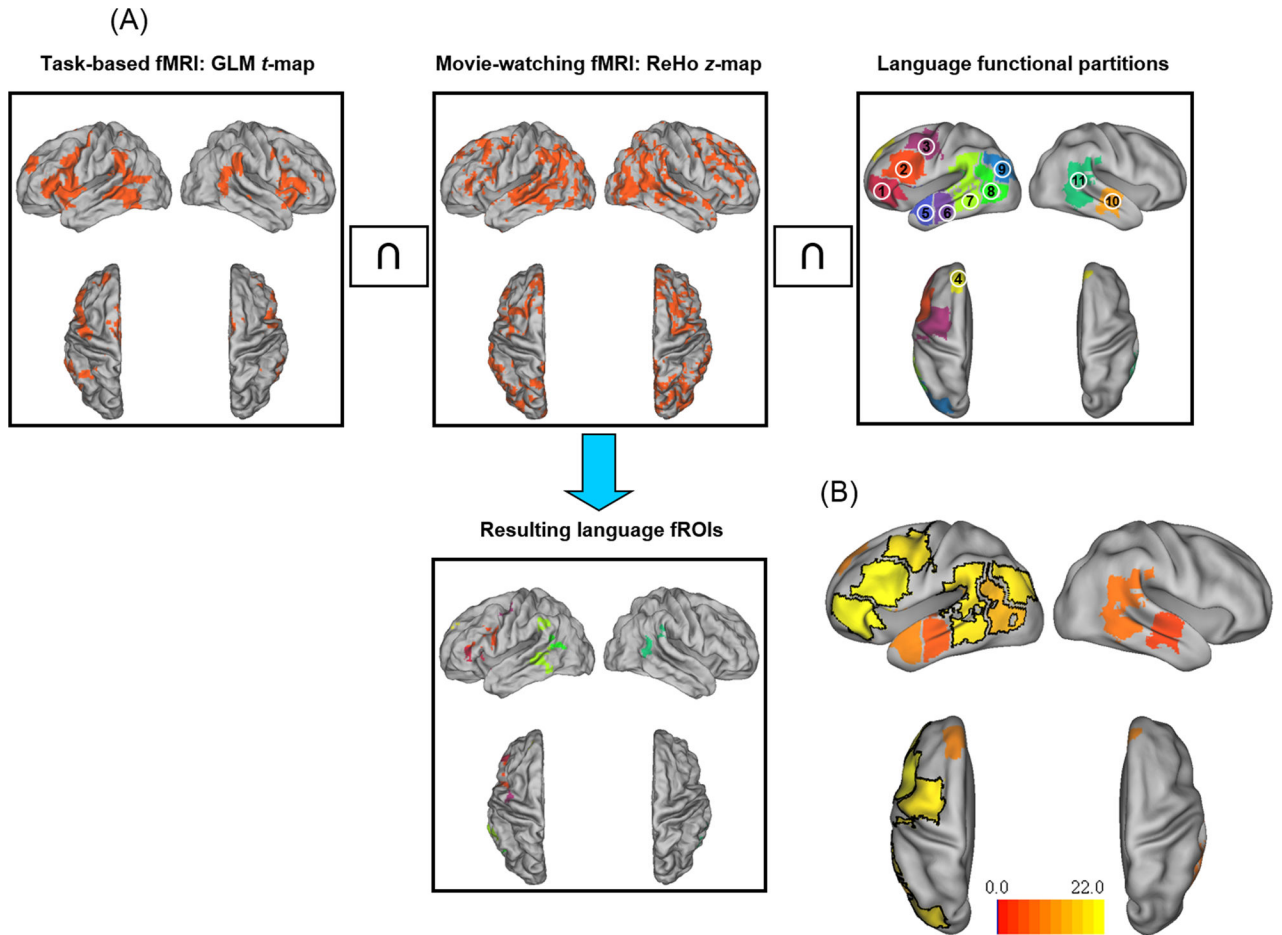 (A)
Task-based fMRI: GLM t-map
Movie-watching fMRI: ReHo z-map
Language functional partitions
1
2
3
5
6
7
8
9
11
10
∩
∩
4
Resulting language fROIs
(B)
0.0 22.0